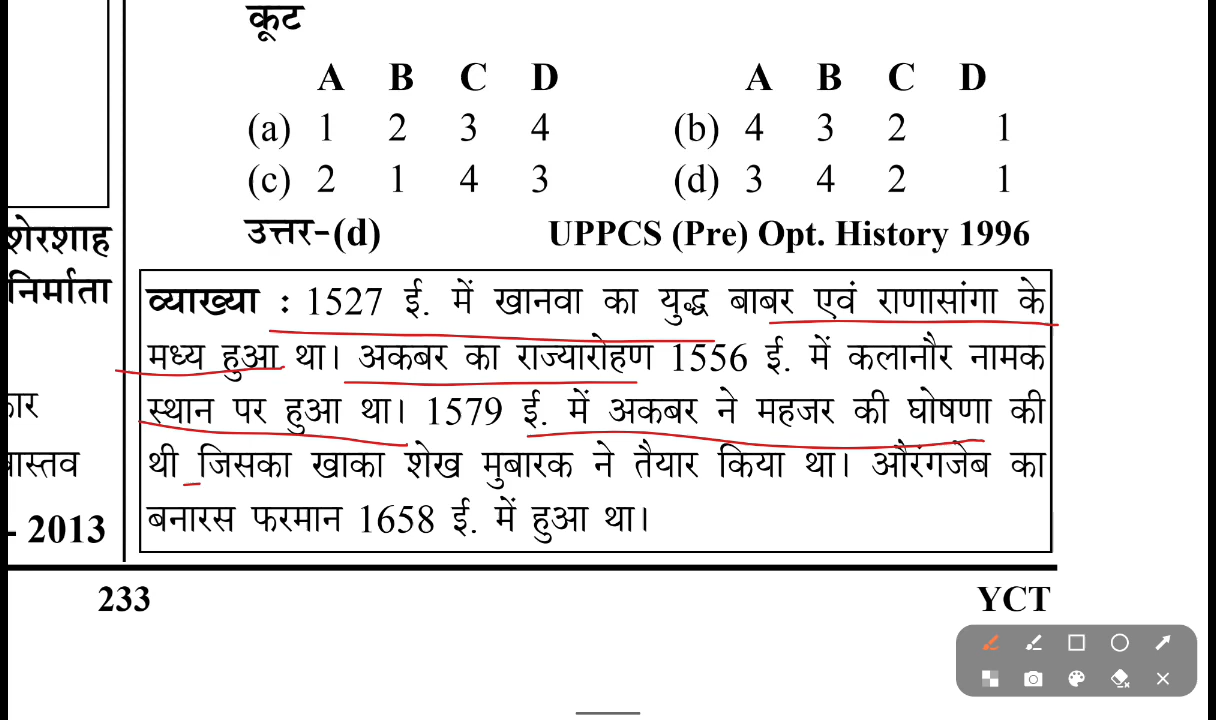 कूट
A B C D A B C D
(a) 1 2 3 4 (b) 4 3 2 1
(c) 2 1 4 3 (d) 3 4 2 1
उत्तर-(d) UPPCS (Pre) Opt. History 1996
शेरशाह
निर्माता
व्याख्या : 1527 ई. में खानवा का युद्ध बाबर एवं राणासांगा के
मध्य हुआ था। अकबर का राज्यारोहण 1556 ई. में कलानौर नामक
स्थान पर हुआ था। 1579 ई. में अकबर ने महजर की घोषणा की
थी जिसका खाका शेख मुबारक ने तैयार किया था। औरंगजेब का
बनारस फरमान 1658 ई. में हुआ था।
- 2013
233 YCT